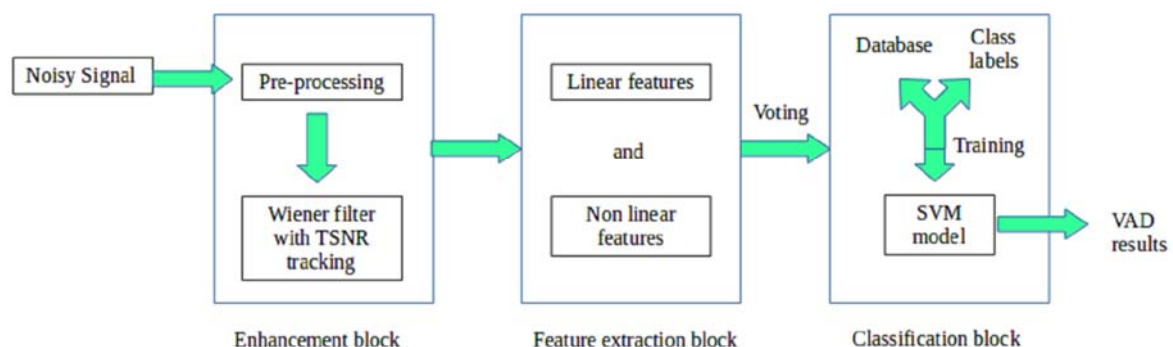 Noisy Signal
Pre-processing
Wiener filter
with TSNR
tracking
Enhancement block
Linear features
and
Non linear
features
Feature extraction block
Voting
Database
Class
labels
Training
SVM
model
Classification block
VAD
results